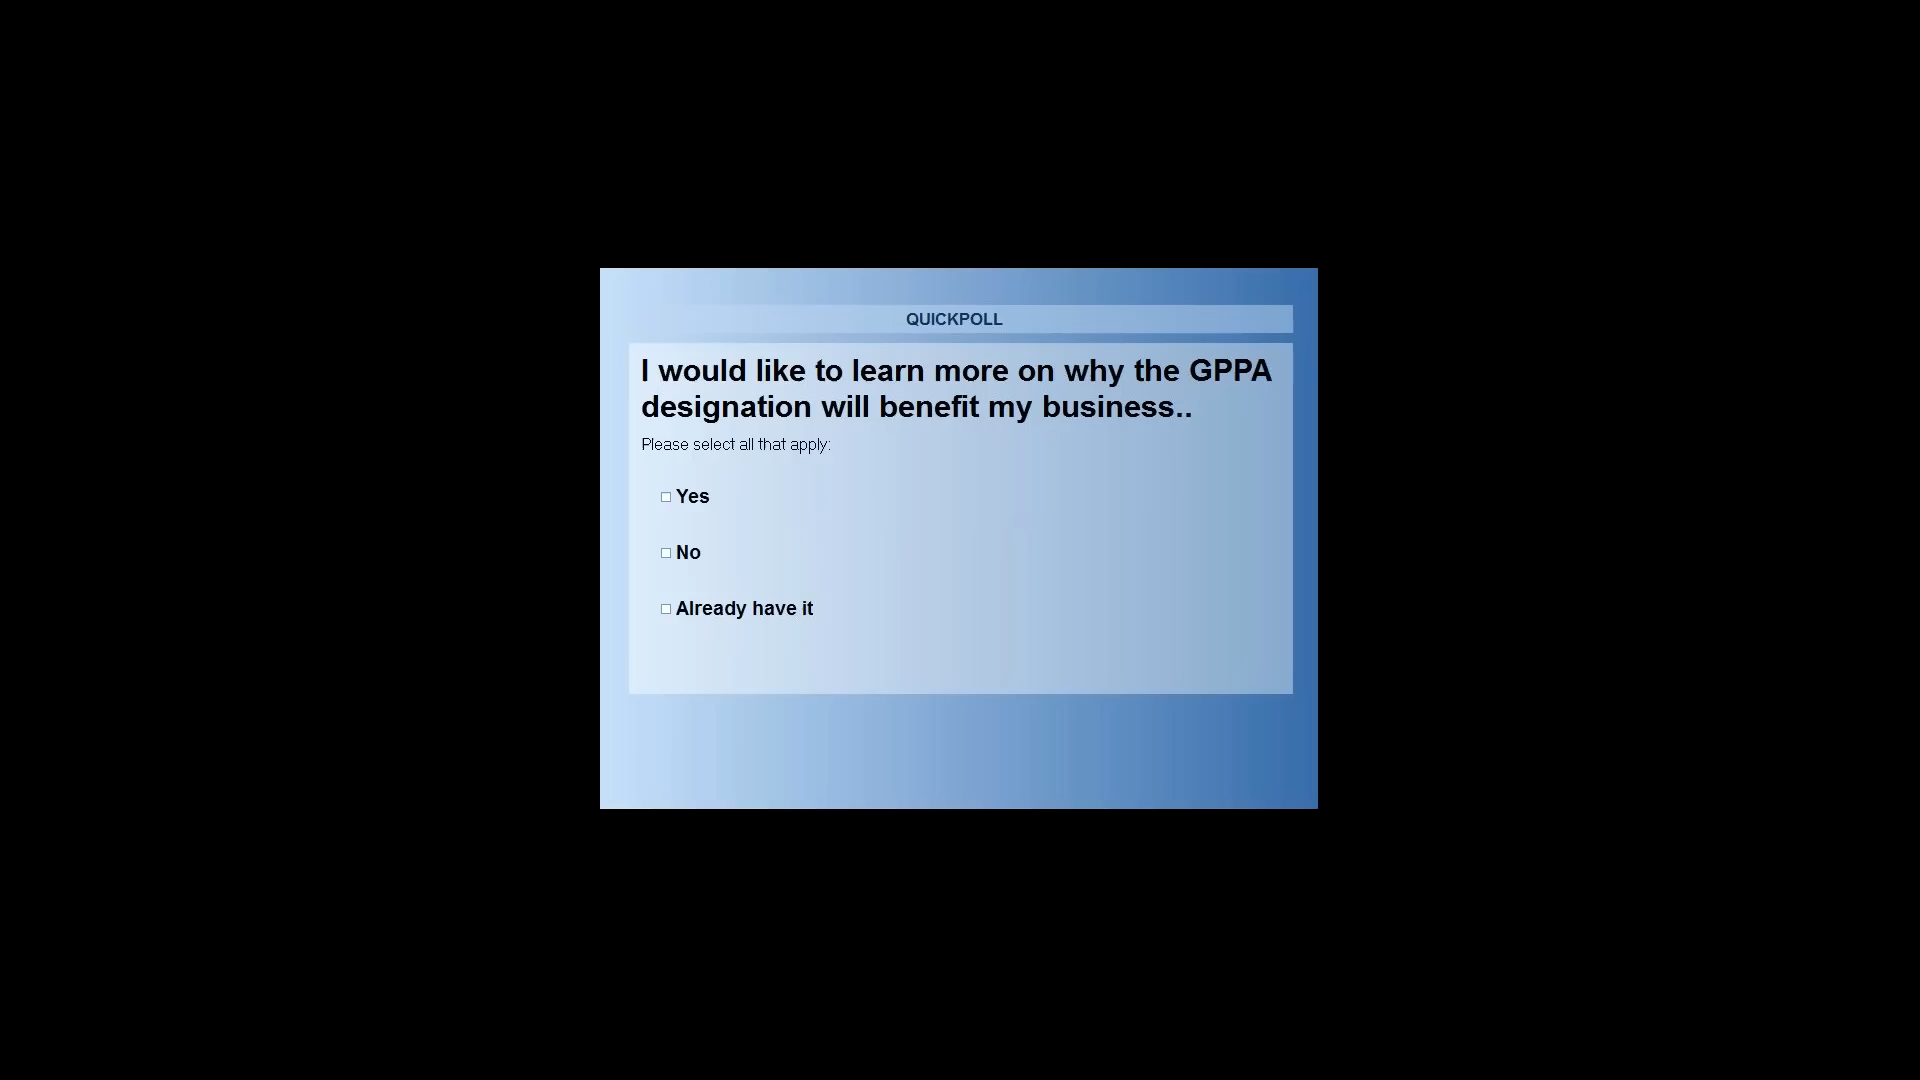 QUICKPOLL
I would like to learn more on why the GPPA
designation will benefit my business..
Please select all that apply:
Yes
No
Already have it